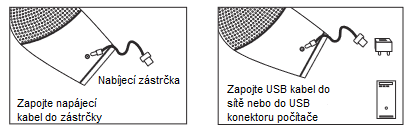 Nabíjecí zástrčka
Zapojte napájecí
kabel do zástrčky
Zapojte USB kabel do
sítě nebo do USB
konektoru počítače